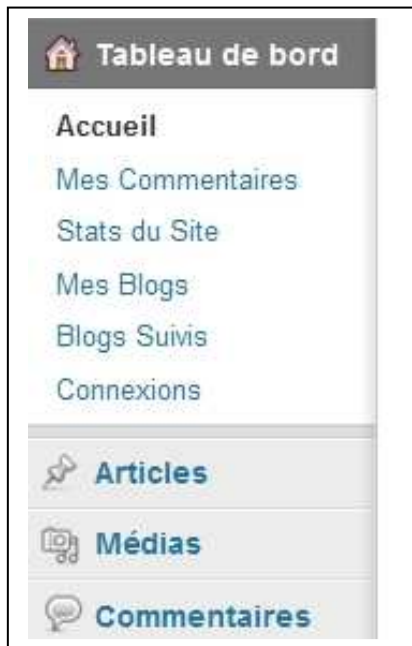 Tableau de bord
Accueil
Mes Commentaires
Stats du Site
Mes Blogs
Blogs Suivis
Connexions
Articles
Médias
Commentaires